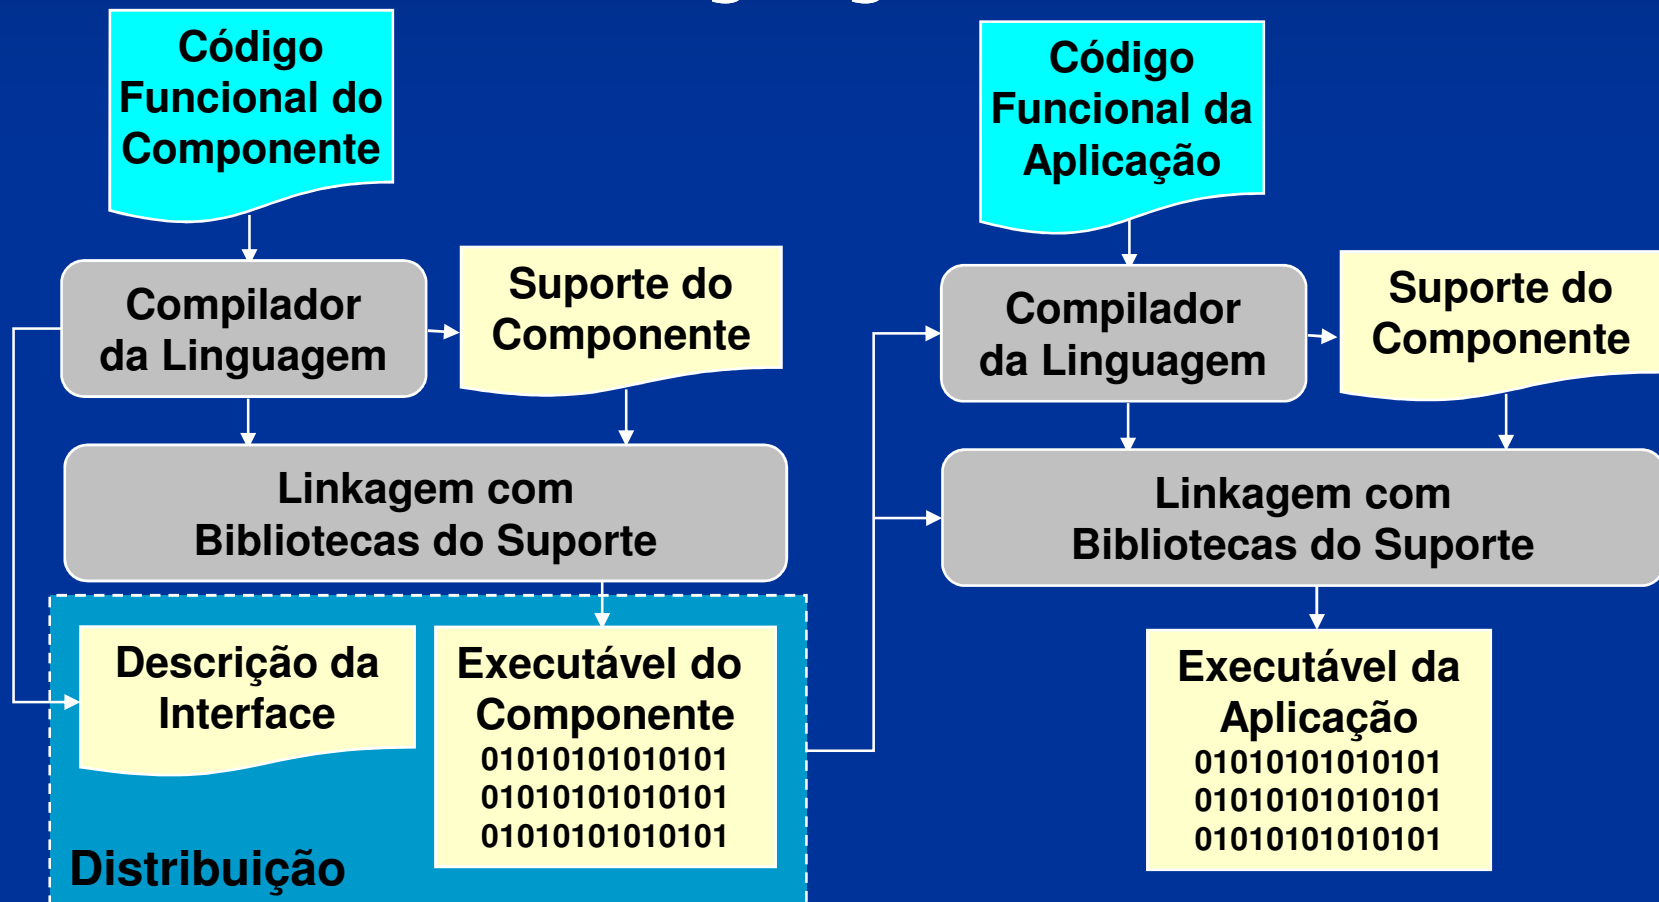 Código
Funcional do
Componente
Compilador
da Linguagem
Suporte do
Componente
Linkagem com
Bibliotecas do Suporte
Descrição da
Interface
Executável do
Componente
01010101010101
01010101010101
01010101010101
Distribuição
Código
Funcional da
Aplicação
Compilador
da Linguagem
Suporte do
Componente
Linkagem com
Bibliotecas do Suporte
Executável da
Aplicação
01010101010101
01010101010101
01010101010101